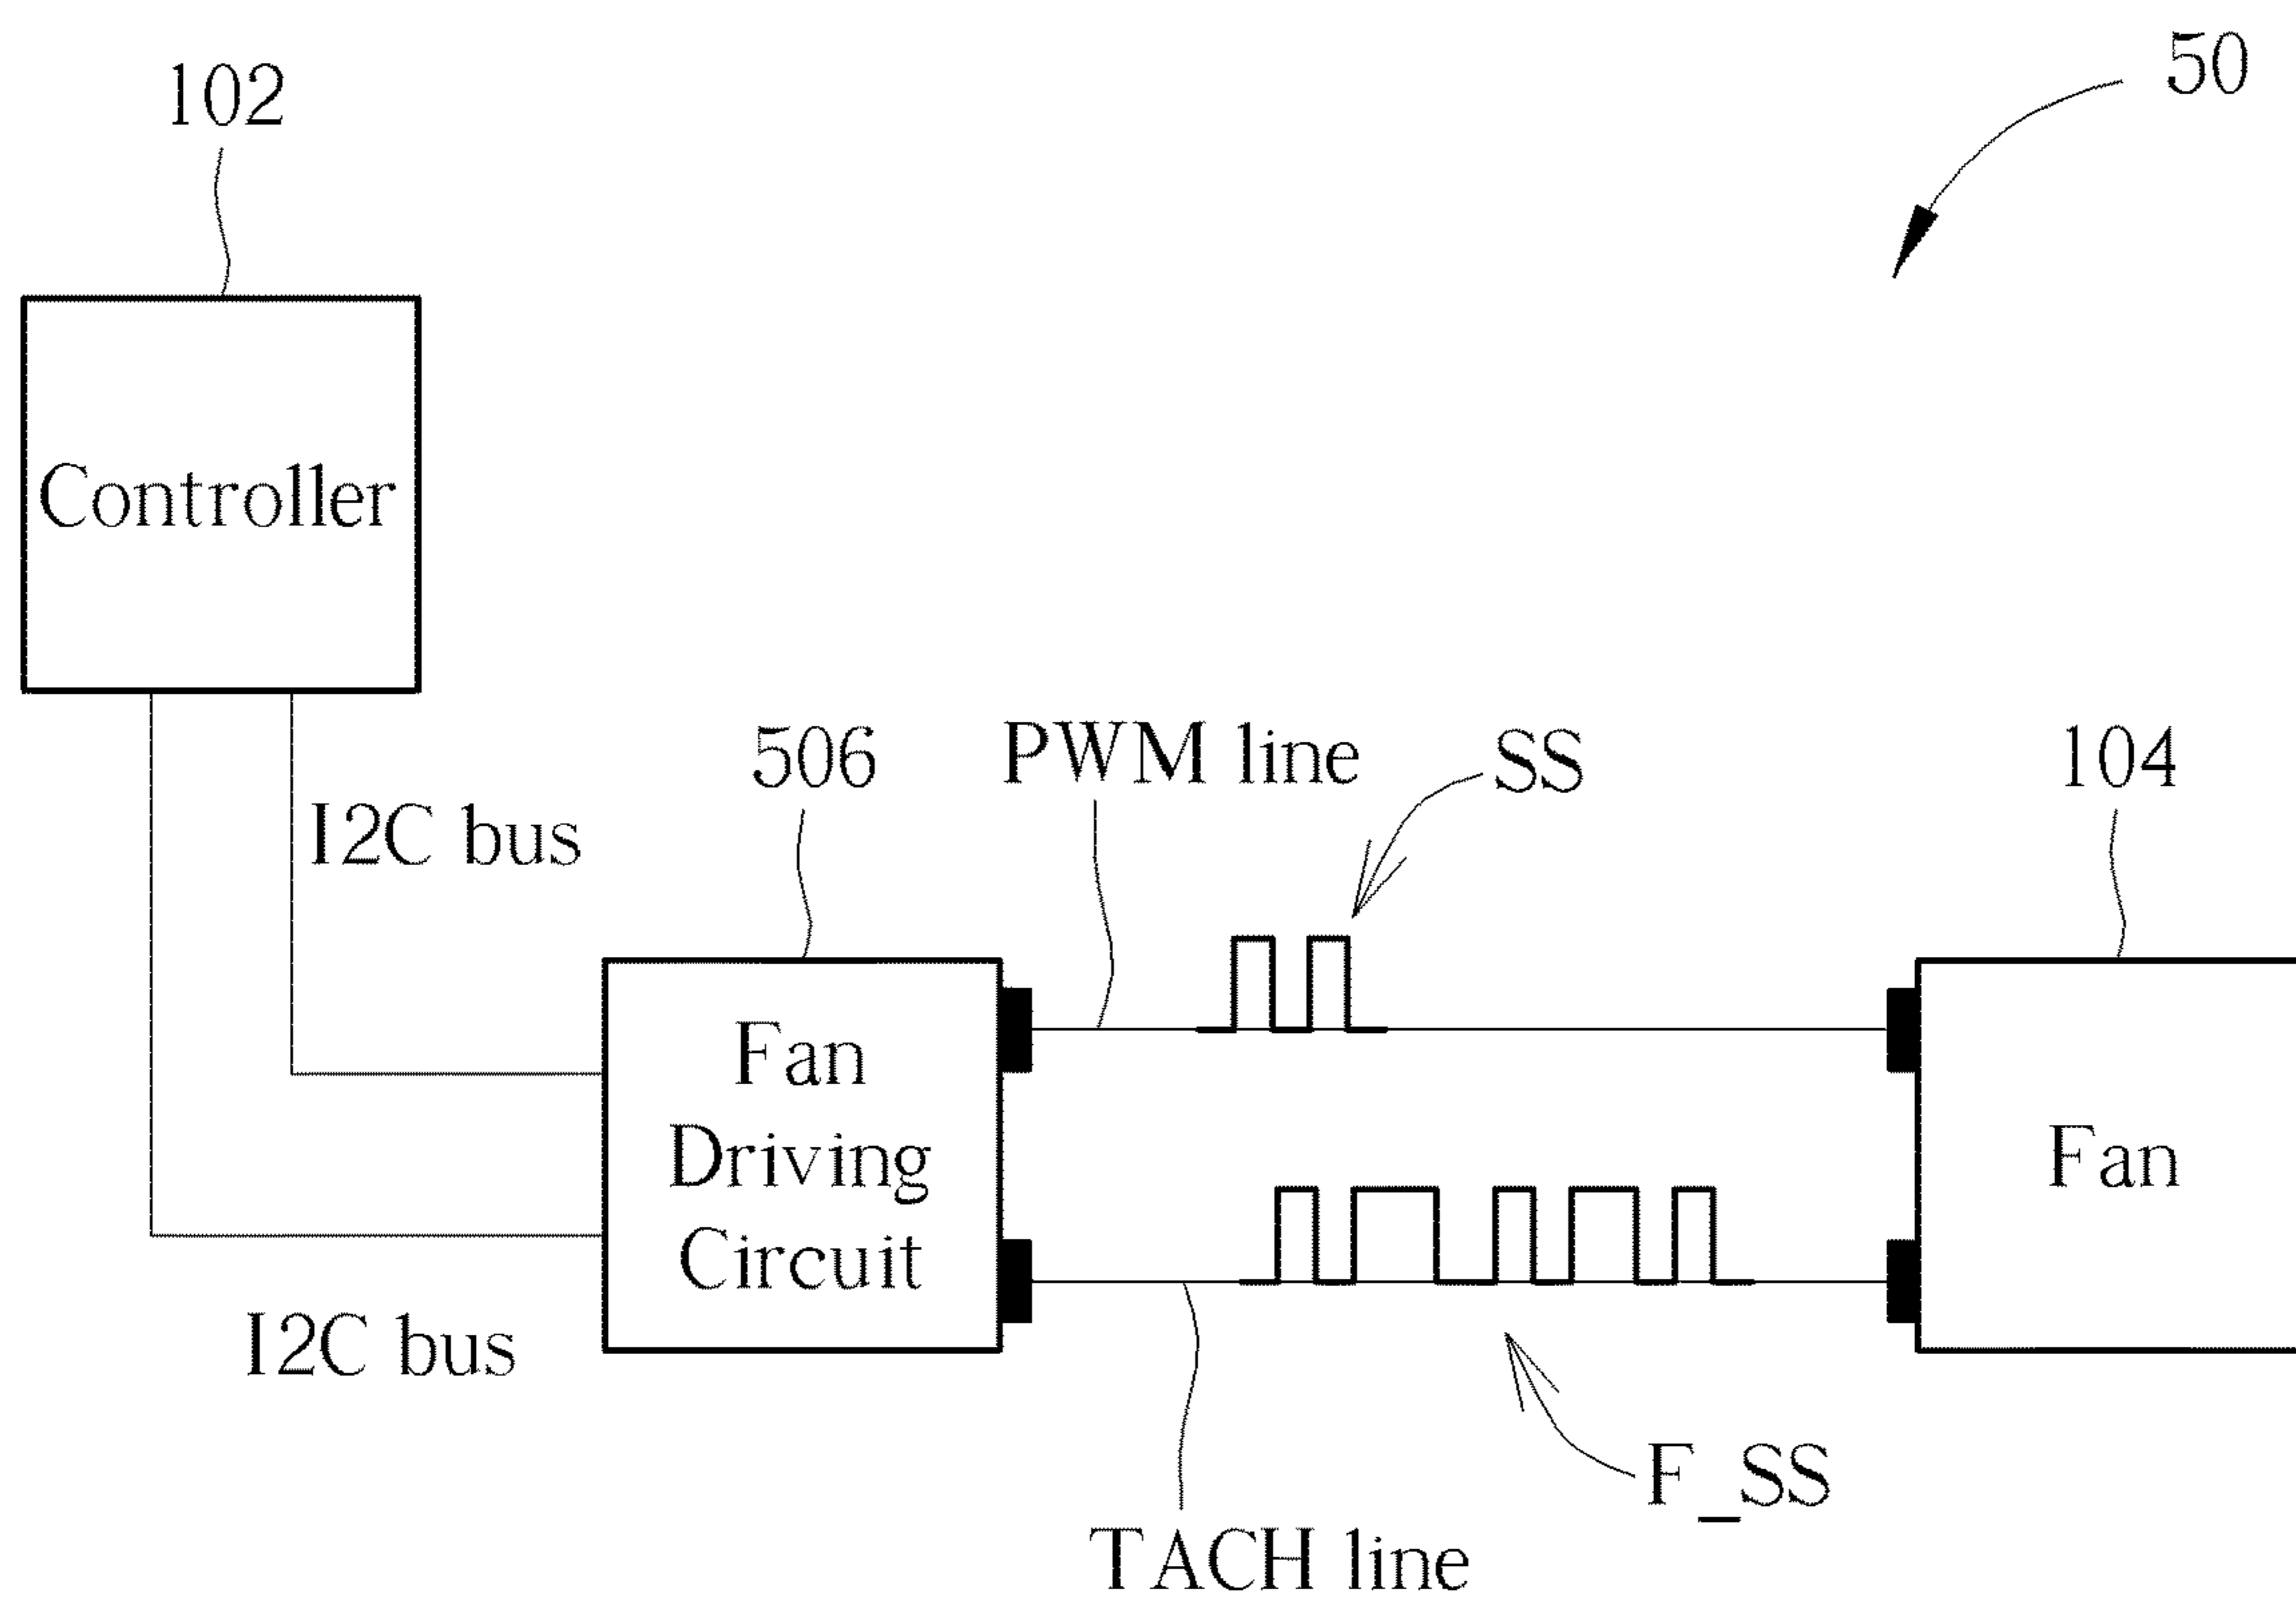 50
102
Controller
I2C bus
506
PWM line
SS
104
Fan
Driving
Circuit
Fan
I2C bus
F_SS
TACH line